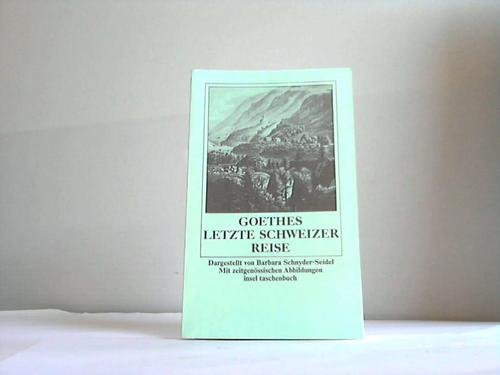 GOETHES
LETZTE SCHWEIZER
REISE
Dargestellt von Barbara Schnyder-Seidel
Mit zeitgenössischen Abbildungen
insel taschenbuch